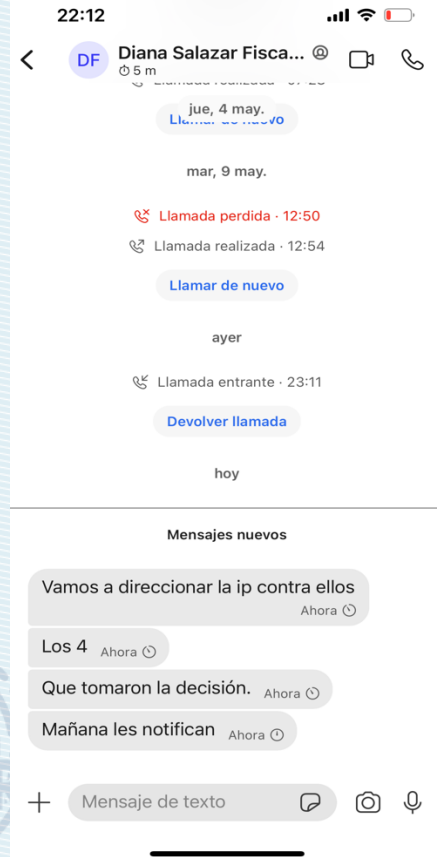 22:12
DF
Diana Salazar Fisca... @
5 m
jue, 4 may.
mar, 9 may.
Llamada perdida · 12:50
Llamada realizada · 12:54
Llamar de nuevo
ayer
Llamada entrante · 23:11
Devolver llamada
hoy
Mensajes nuevos
Vamos a direccionar la ip contra ellos
Ahora
Los 4 Ahora
Que tomaron la decisión. Ahora
Mañana les notifican Ahora
Mensaje de texto